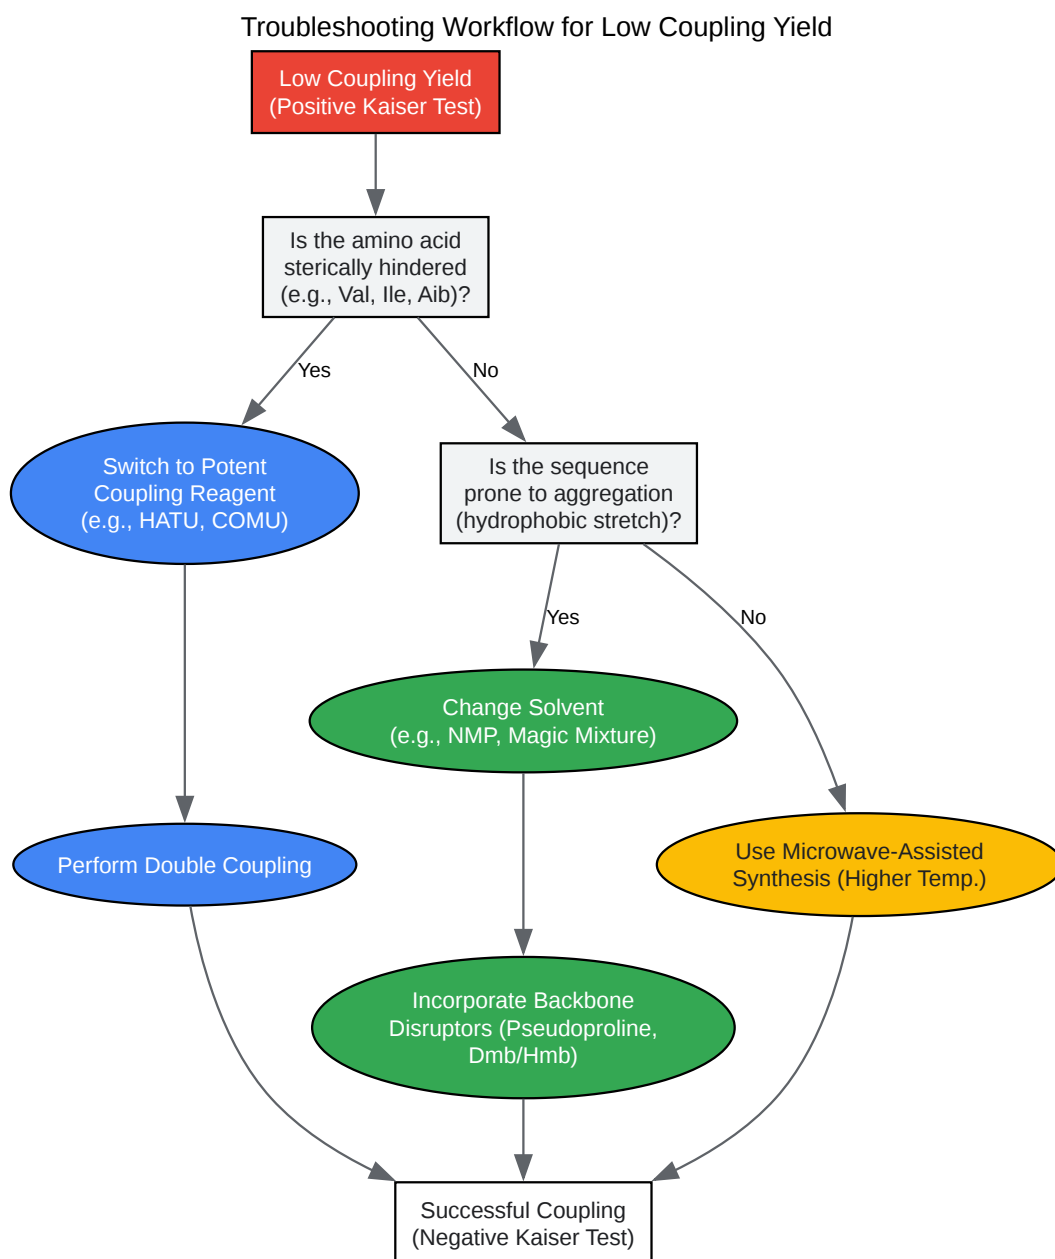 Troubleshooting Workflow for Low Coupling Yield
Low Coupling Yield
(Positive Kaiser Test)
Is the amino acid
sterically hindered
(e.g., Val, Ile, Aib)?
Yes
No
Switch to Potent
Coupling Reagent
(e.g., HATU, COMU)
Is the sequence
prone to aggregation
(hydrophobic stretch)?
Yes
No
Change Solvent
(e.g., NMP, Magic Mixture)
Perform Double Coupling
Use Microwave-Assisted
Synthesis (Higher Temp.)
Incorporate Backbone
Disruptors (Pseudoproline,
Dmb/Hmb)
Successful Coupling
(Negative Kaiser Test)